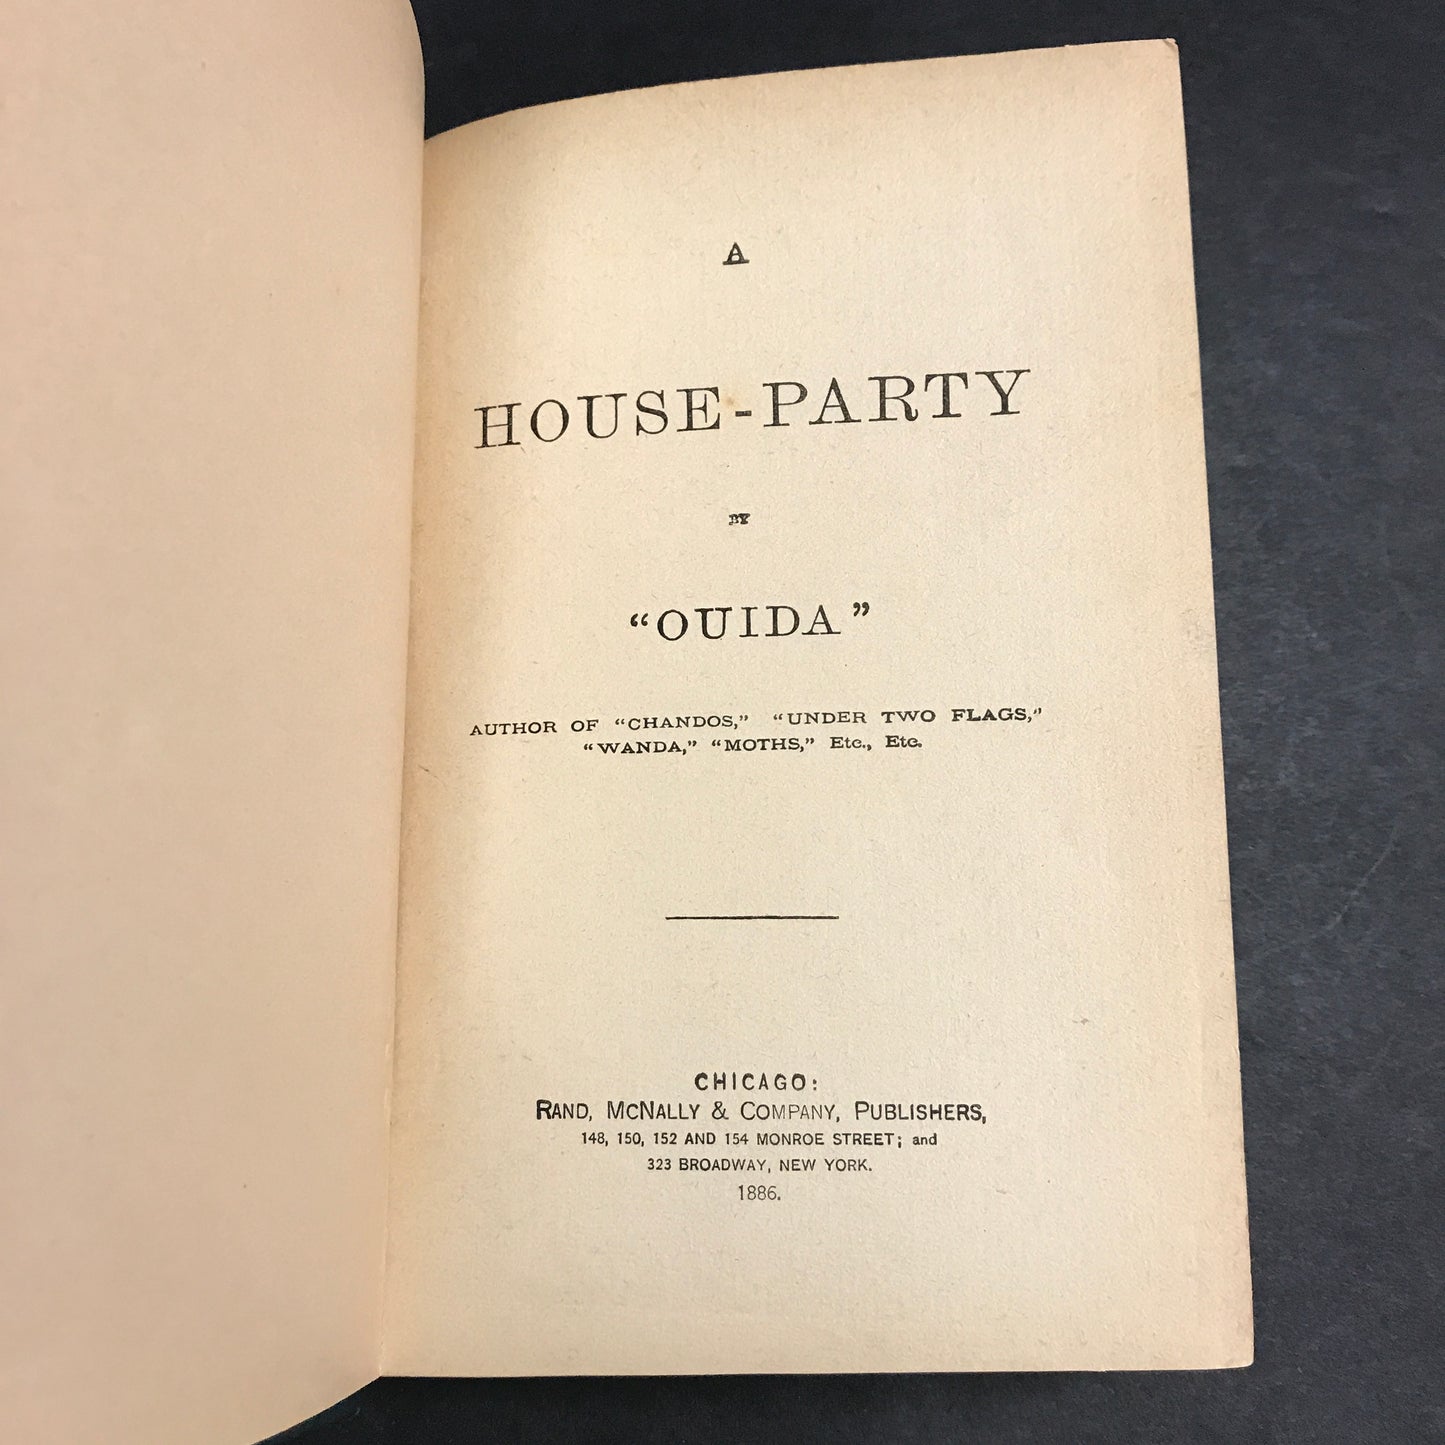 A
HOUSE-PARTY
BY
“OUIDA”
AUTHOR OF “CHANDOS,” “UNDER TWO FLAGS,”
“WANDA,” “MOTHS,” Etc., Etc.
CHICAGO:
RAND, MCNALLY & COMPANY, PUBLISHERS,
148, 150, 152 AND 154 MONROE STREET; and
323 BROADWAY, NEW YORK.
1886.